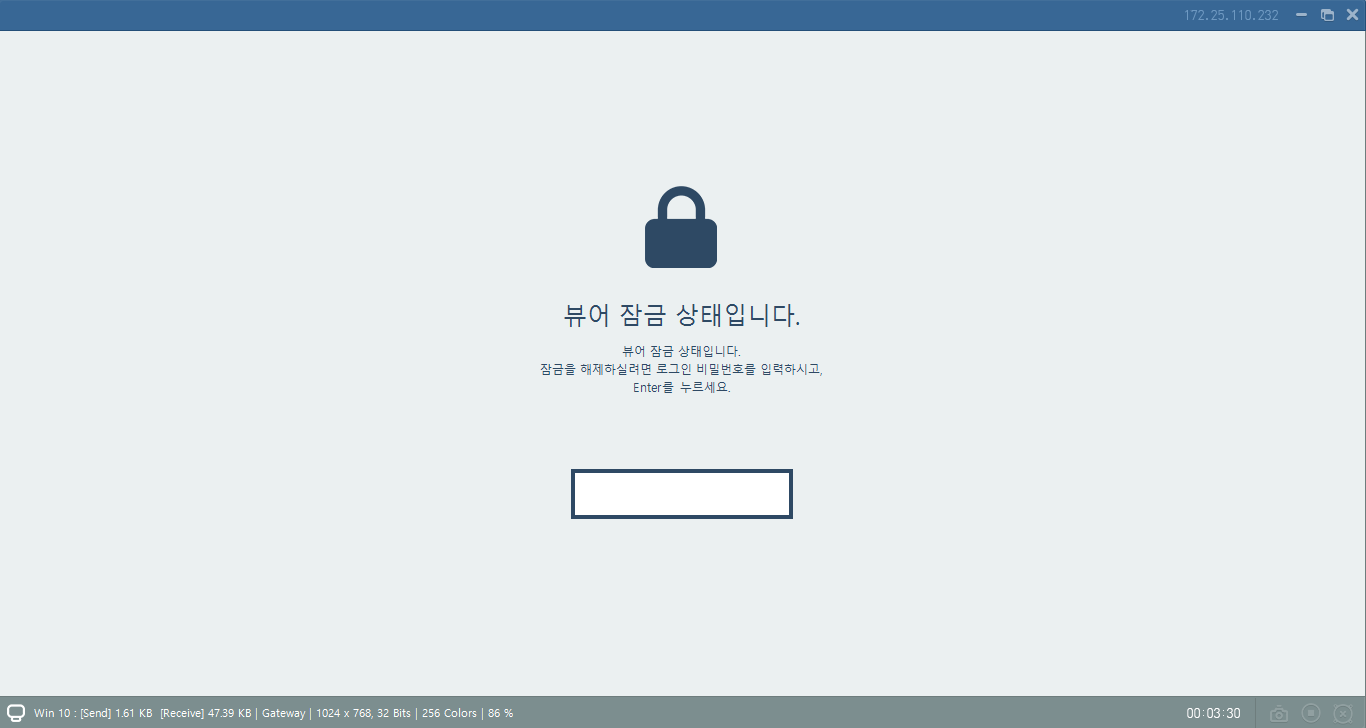 172.25.110.232
뷰어 잠금 상태입니다.
뷰어 잠금 상태입니다.
잠금을 해제하실려면 로그인 비밀번호를 입력하시고,
Enter를 누르세요.
Win 10 : [Send] 1.61 KB [Receive] 47.39 KB | Gateway | 1024 x 768, 32 Bits | 256 Colors | 86 %
00:03:30